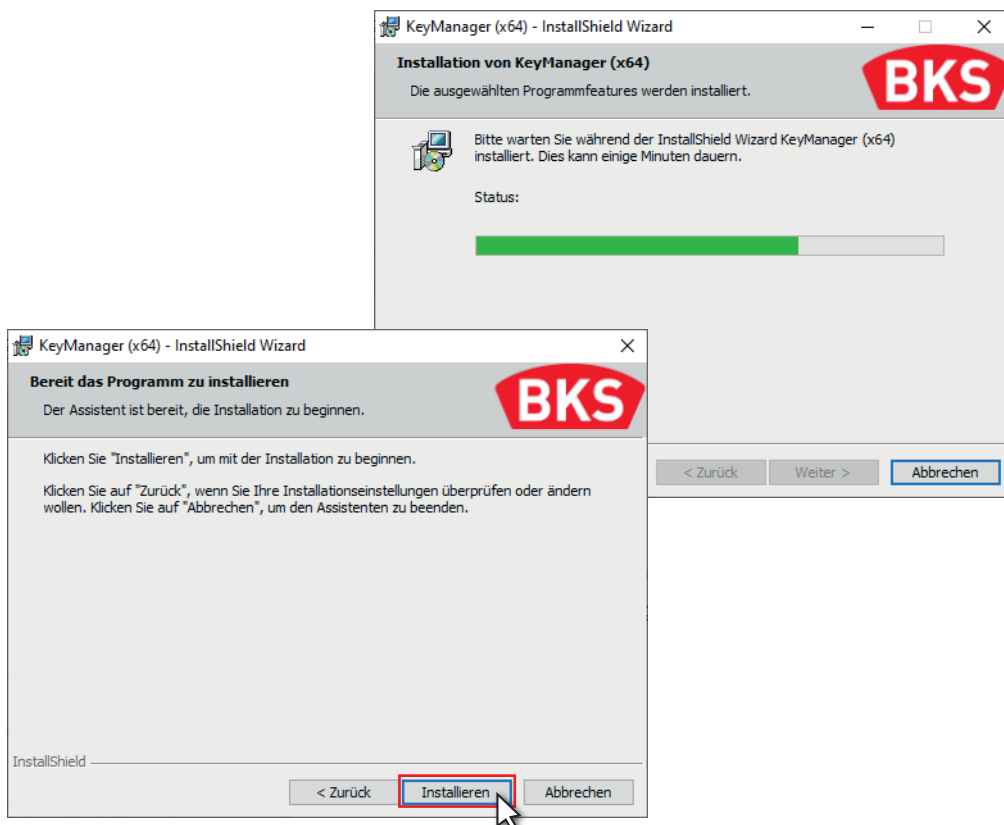 KeyManager (x64) - InstallShield Wizard
Installation von KeyManager (x64)
Die ausgewählten Programmfeatures werden installiert.
BKS
Bitte warten Sie während der InstallShield Wizard KeyManager (x64)
installiert. Dies kann einige Minuten dauern.
Status:
< Zurück Weiter > Abbrechen
KeyManager (x64) - InstallShield Wizard
Bereit das Programm zu installieren
Der Assistent ist bereit, die Installation zu beginnen.
BKS
Klicken Sie "Installieren", um mit der Installation zu beginnen.
Klicken Sie auf "Zurück", wenn Sie Ihre Installationseinstellungen überprüfen oder ändern
wollen. Klicken Sie auf "Abbrechen", um den Assistenten zu beenden.
InstallShield
< Zurück Installieren Abbrechen